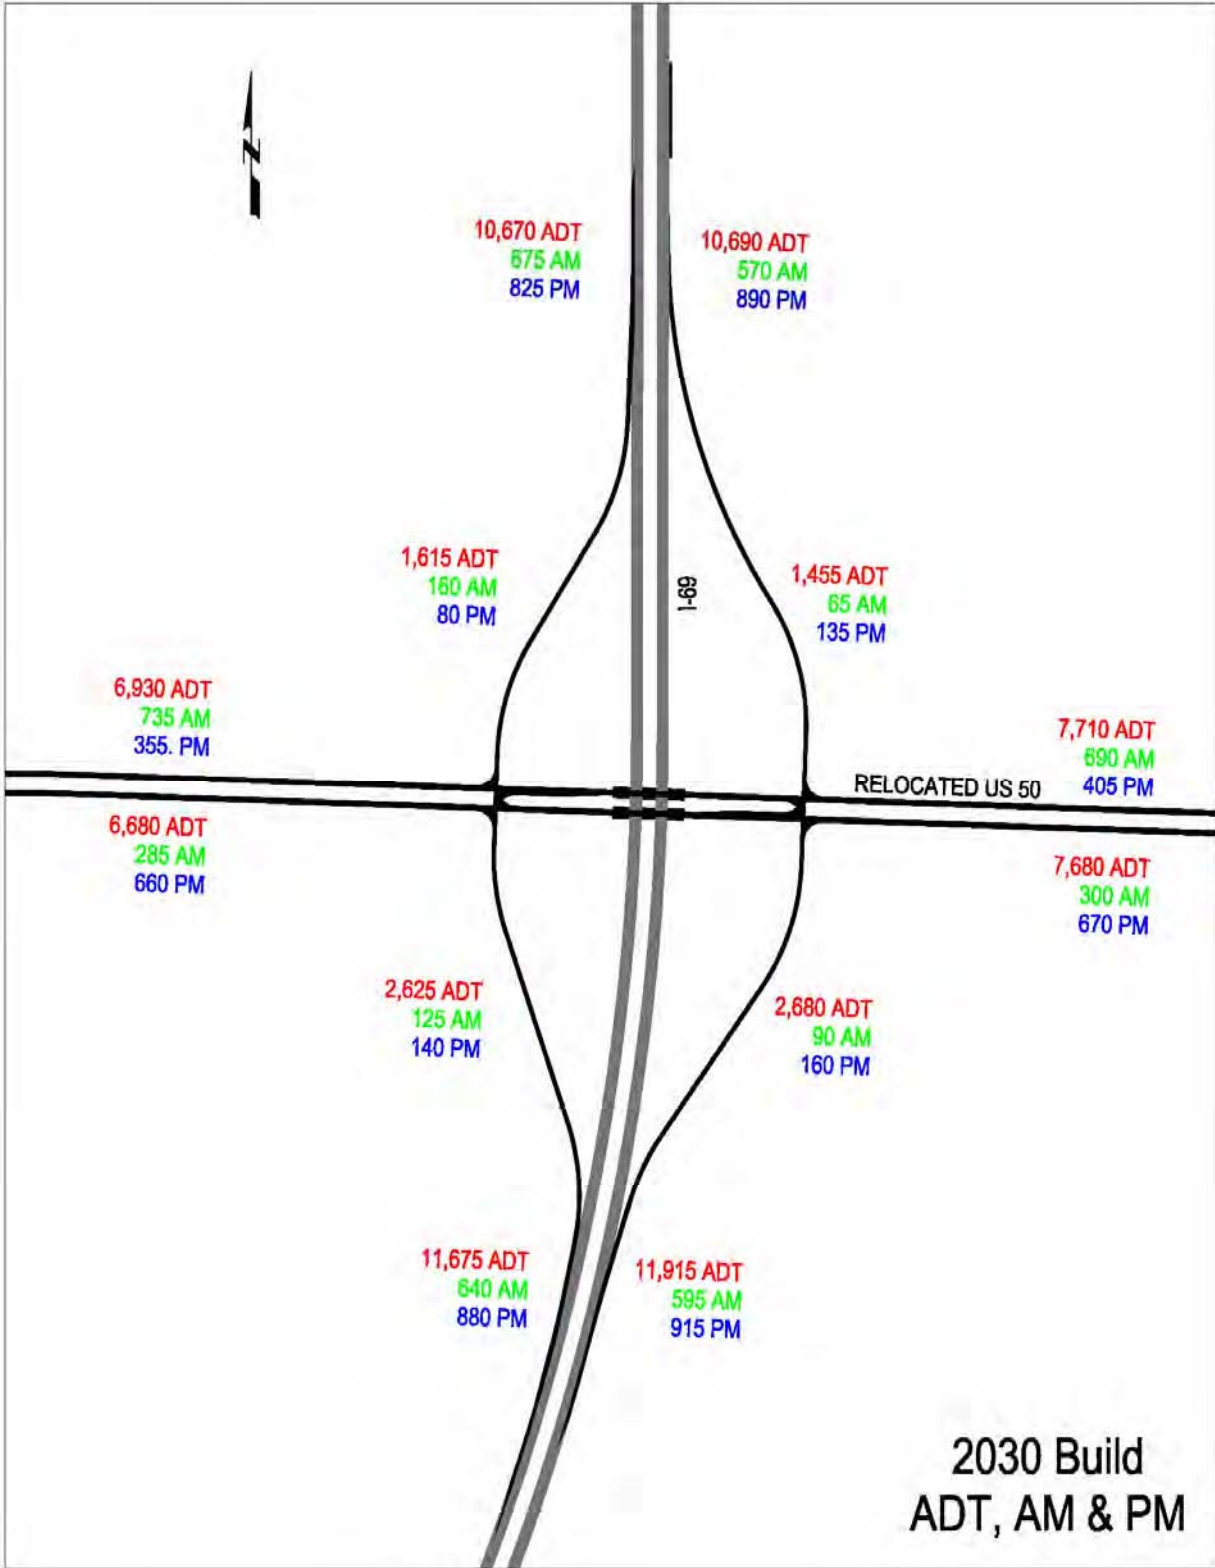 N
10,670 ADT
675 AM
825 PM
10,690 ADT
570 AM
890 PM
1,615 ADT
160 AM
80 PM
I-69
1,455 ADT
65 AM
135 PM
6,930 ADT
735 AM
355. PM
7,710 ADT
690 AM
405 PM
RELOCATED US 50
6,680 ADT
285 AM
660 PM
7,680 ADT
300 AM
670 PM
2,625 ADT
125 AM
140 PM
2,680 ADT
90 AM
160 PM
11,675 ADT
640 AM
880 PM
11,915 ADT
595 AM
915 PM
2030 Build
ADT, AM & PM